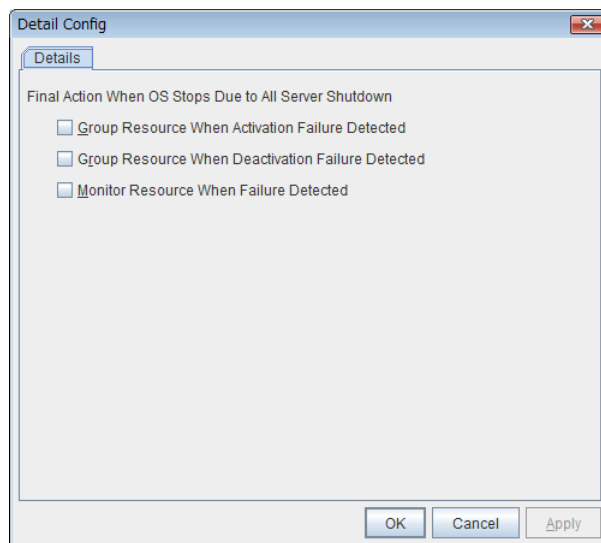 Detail Config
Details
Final Action When OS Stops Due to All Server Shutdown
Group Resource When Activation Failure Detected
Group Resource When Deactivation Failure Detected
Monitor Resource When Failure Detected
OK Cancel Apply